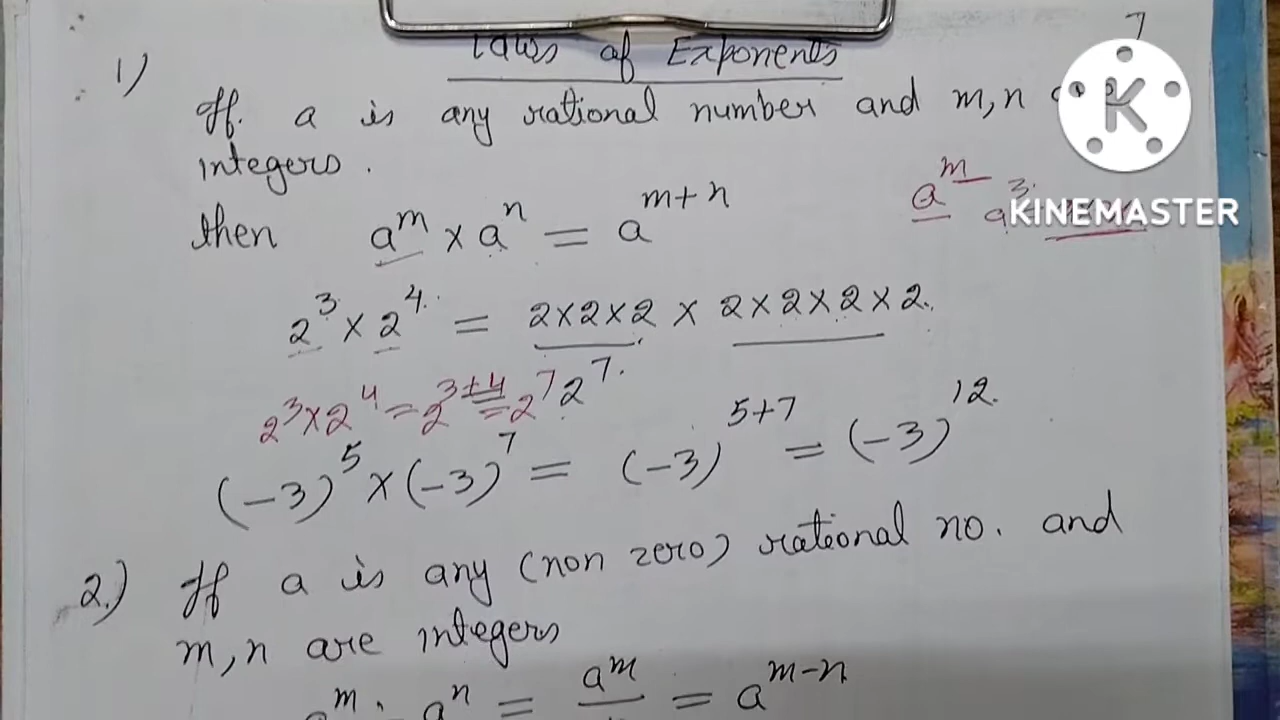 7
Laws of Exponents
1) If a is any rational number and m, n
integers.
then a^m × a^n = a^{m+n}
a^m a^3
K
KINEMASTER
2^3 × 2^4 = 2×2×2 × 2×2×2×2.
2^3×2^4 = 2^{3+4} = 2^7 2^7.
(-3)^5 × (-3)^7 = (-3)^{5+7} = (-3)^{12}.
2.) If a is any (non zero) rational no. and
m, n are integers
a^m ÷ a^n = a^m = a^{m-n}